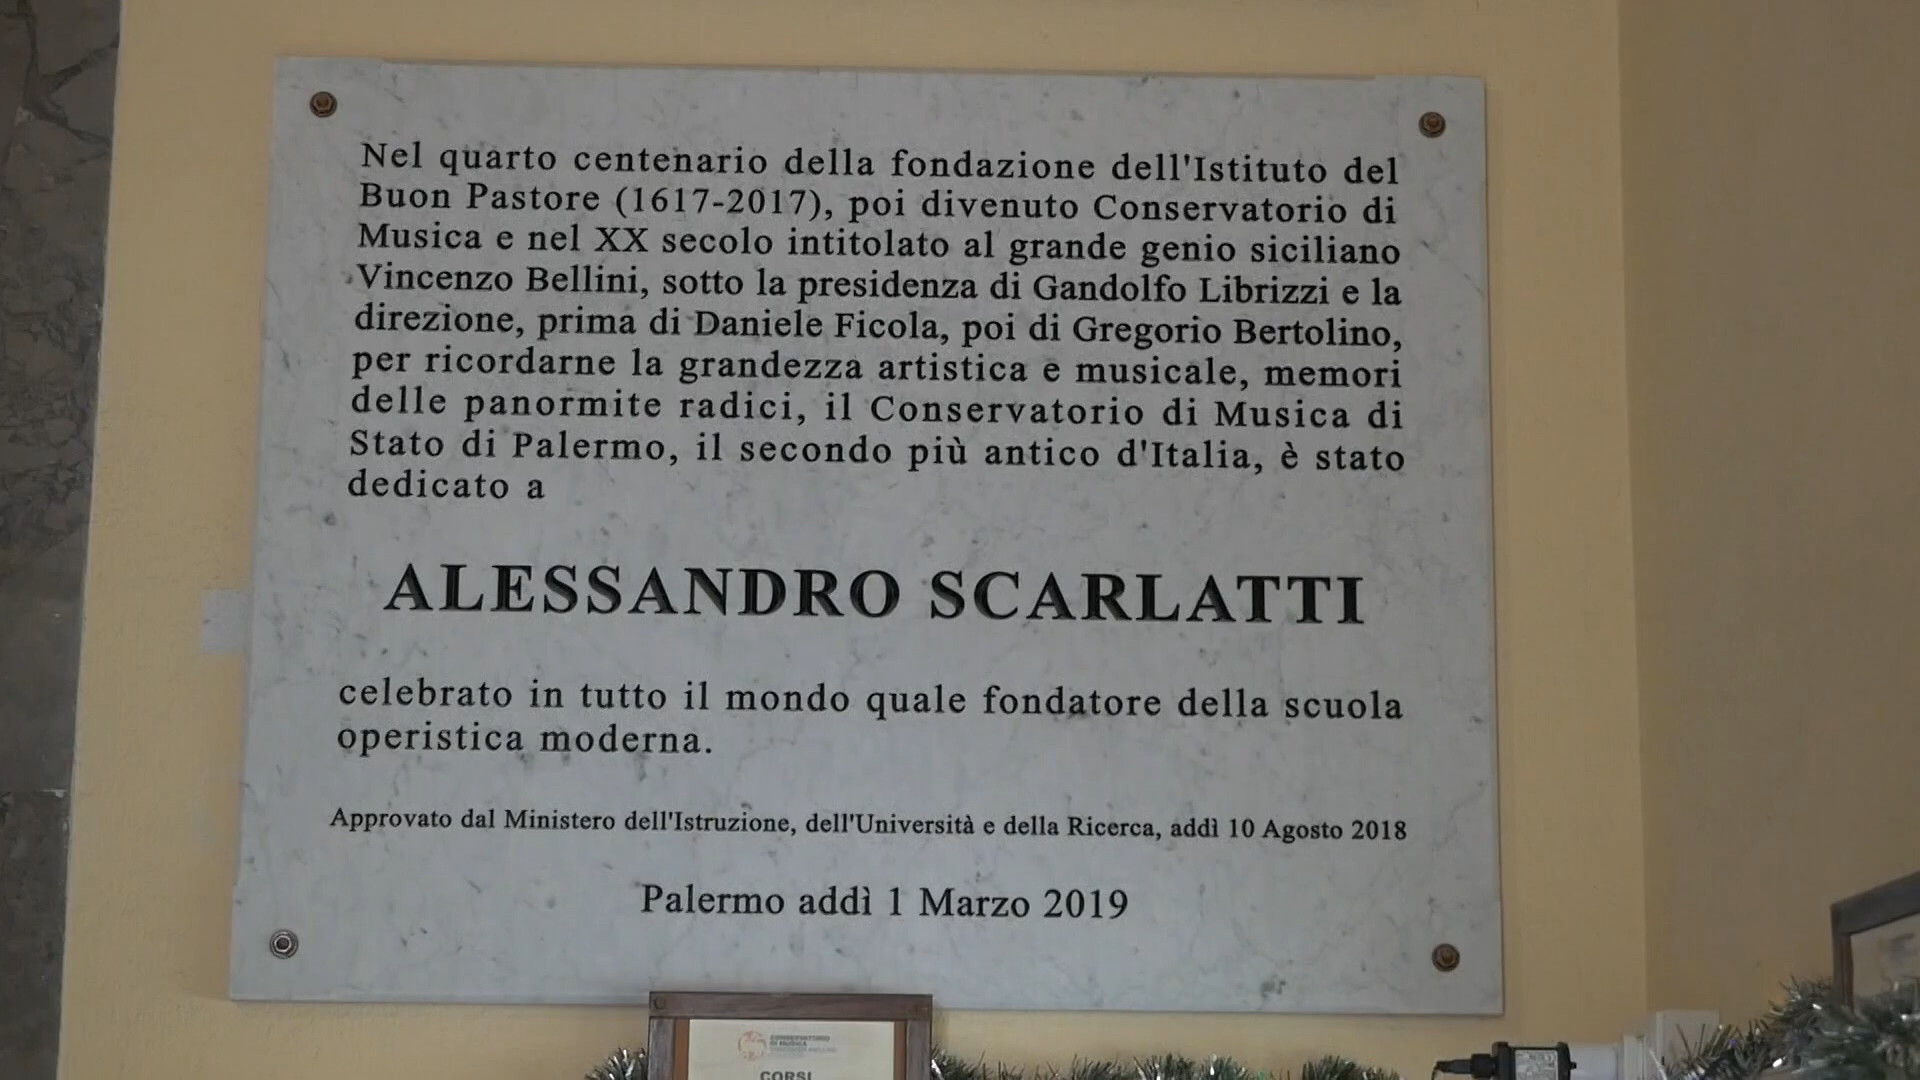 Nel quarto centenario della fondazione dell'Istituto del
Buon Pastore (1617-2017), poi divenuto Conservatorio di
Musica e nel XX secolo intitolato al grande genio siciliano
Vincenzo Bellini, sotto la presidenza di Gandolfo Librizzi e la
direzione, prima di Daniele Ficola, poi di Gregorio Bertolino,
per ricordarne la grandezza artistica e musicale, memori
delle panormite radici, il Conservatorio di Musica di
Stato di Palermo, il secondo più antico d'Italia, è stato
dedicato a
ALESSANDRO SCARLATTI
celebrato in tutto il mondo quale fondatore della scuola
operistica moderna.
Approvato dal Ministero dell'Istruzione, dell'Università e della Ricerca, addì 10 Agosto 2018
Palermo addì 1 Marzo 2019
CONSERVATORIO
DI MUSICA
CORSI